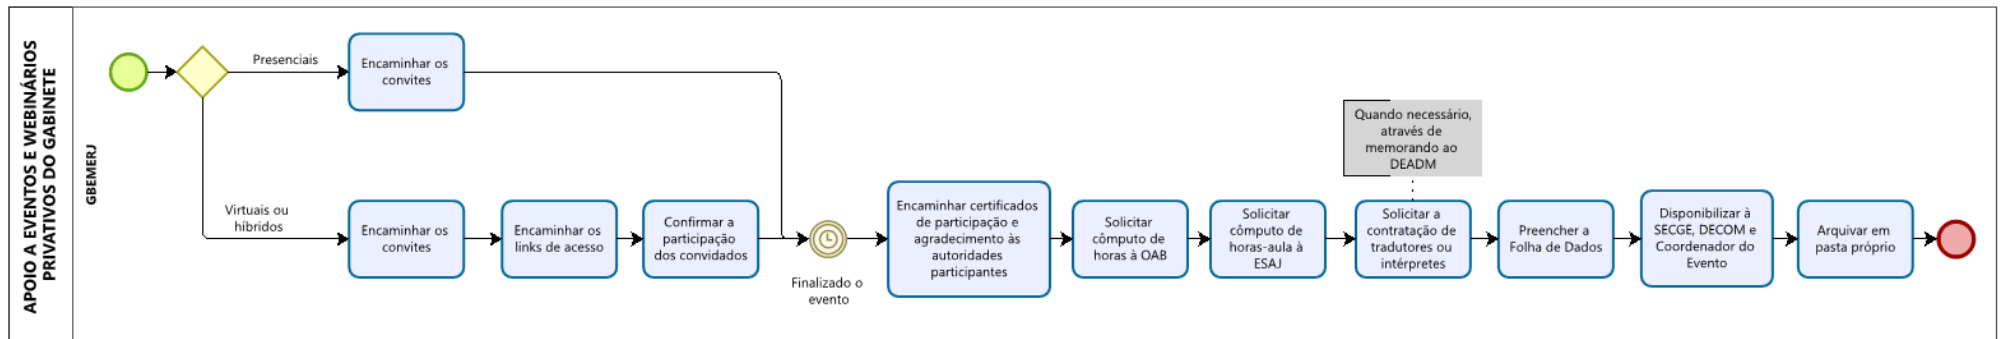 APOIO A EVENTOS E WEBINÁRIOS
PRIVATIVOS DO GABINETE
GBEMERJ
Presenciais
Encaminhar os
convites
Virtuais ou
híbridos
Encaminhar os
convites
Encaminhar os
links de acesso
Confirmar a
participação
dos convidados
Finalizado o
evento
Encaminhar certificados
de participação e
agradecimento às
autoridades
participantes
Solicitar
cômputo de
horas à OAB
Solicitar
cômputo de
horas-aula à
ESAJ
Quando necessário,
através de
memorando ao
DEADM
Solicitar a
contratação de
tradutores ou
intérpretes
Preencher a
Folha de Dados
Disponibilizar à
SECGE, DECOM e
Coordenador do
Evento
Arquivar em
pasta próprio